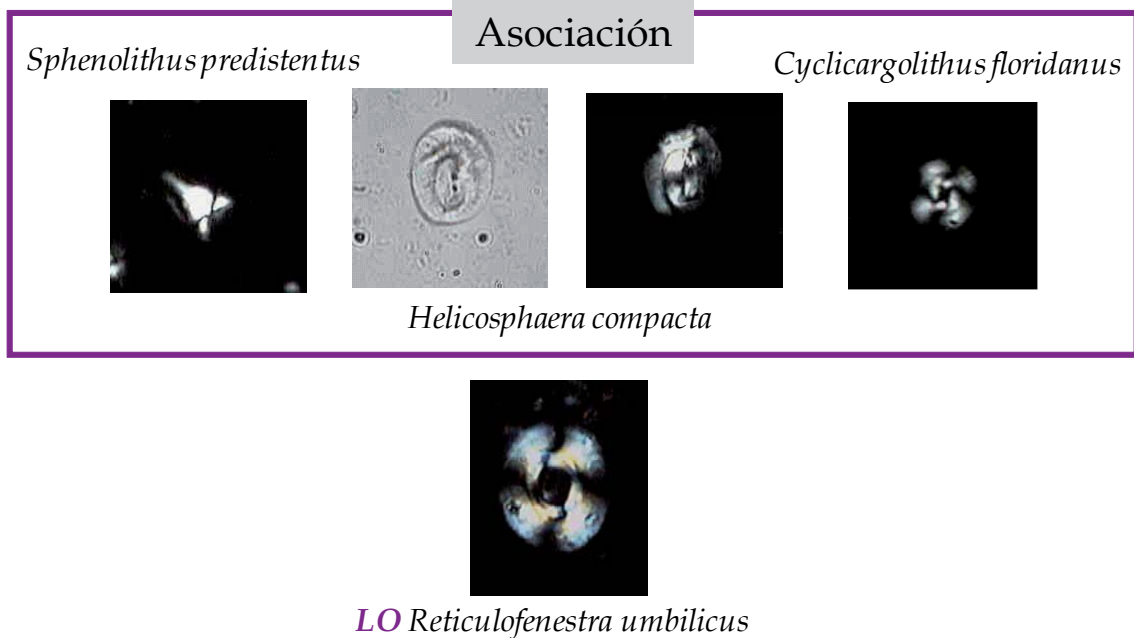 Asociación
Sphenolithus predistentus
Cyclicargolithus floridanus
Helicosphaera compacta
LO Reticulofenestra umbilicus